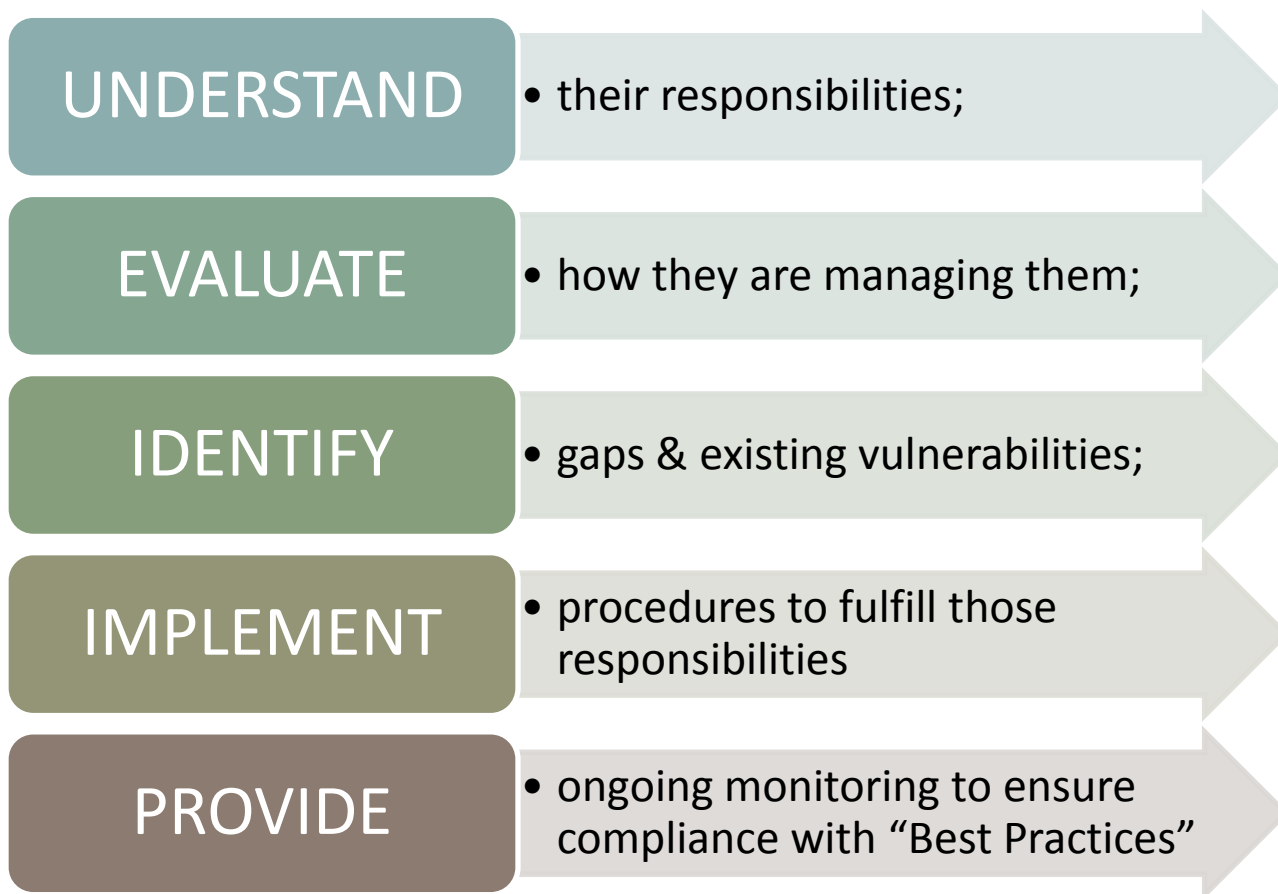 UNDERSTAND
• their responsibilities;
EVALUATE
• how they are managing them;
IDENTIFY
• gaps & existing vulnerabilities;
IMPLEMENT
• procedures to fulfill those
responsibilities
PROVIDE
• ongoing monitoring to ensure
compliance with “Best Practices”